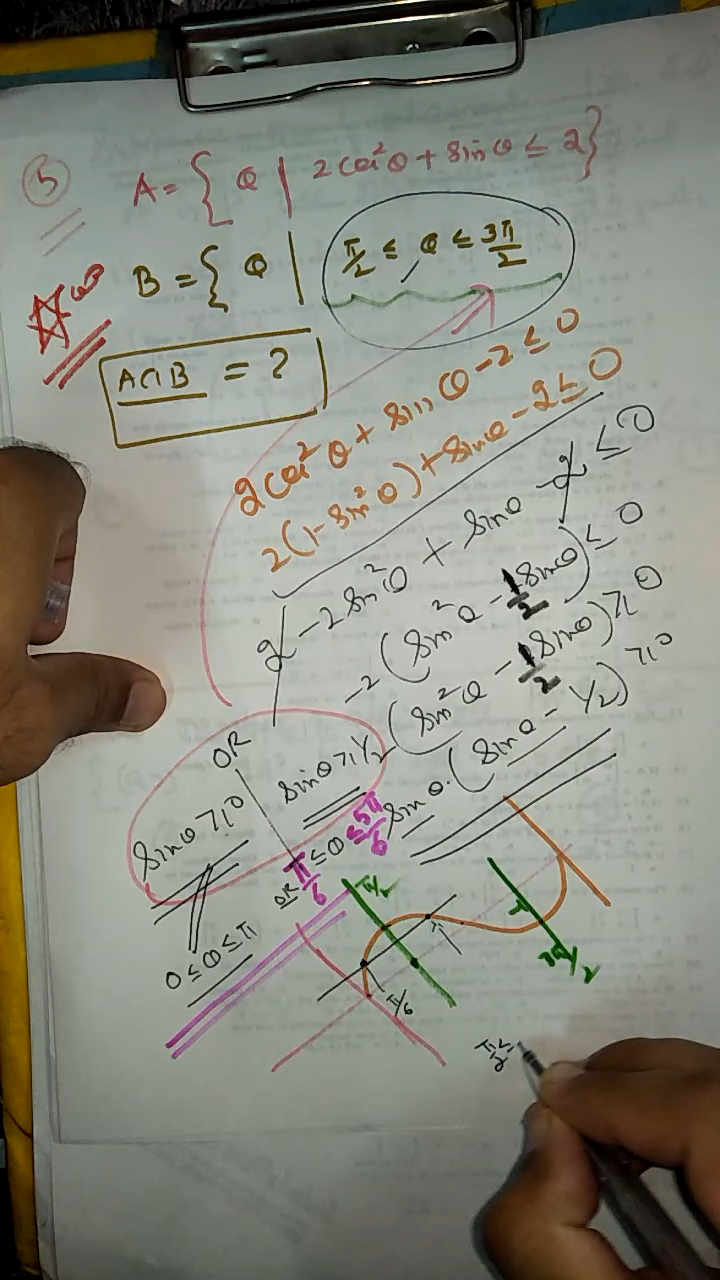 5
A = { θ | 2cos²θ + sinθ ≤ 2}
B = { θ | π/2 ≤ θ ≤ 3π/2
A∩B = ?
2cos²θ + sinθ - 2 ≤ 0
2(1-sin²θ) + sinθ - 2 ≤ 0
2 - 2sin²θ + sinθ - 2 ≤ 0
-2(sin²θ - 1/2 sinθ) ≤ 0
(sin²θ - 1/2 sinθ) ≥ 0
sinθ.(sinθ - 1/2) ≥ 0
OR
sinθ ≥ 0
sinθ ≥ 1/2
0 ≤ θ ≤ π
OR π/6 ≤ θ ≤ 5π/6
π/2
π
π/6
3π/2
π/2 ≤